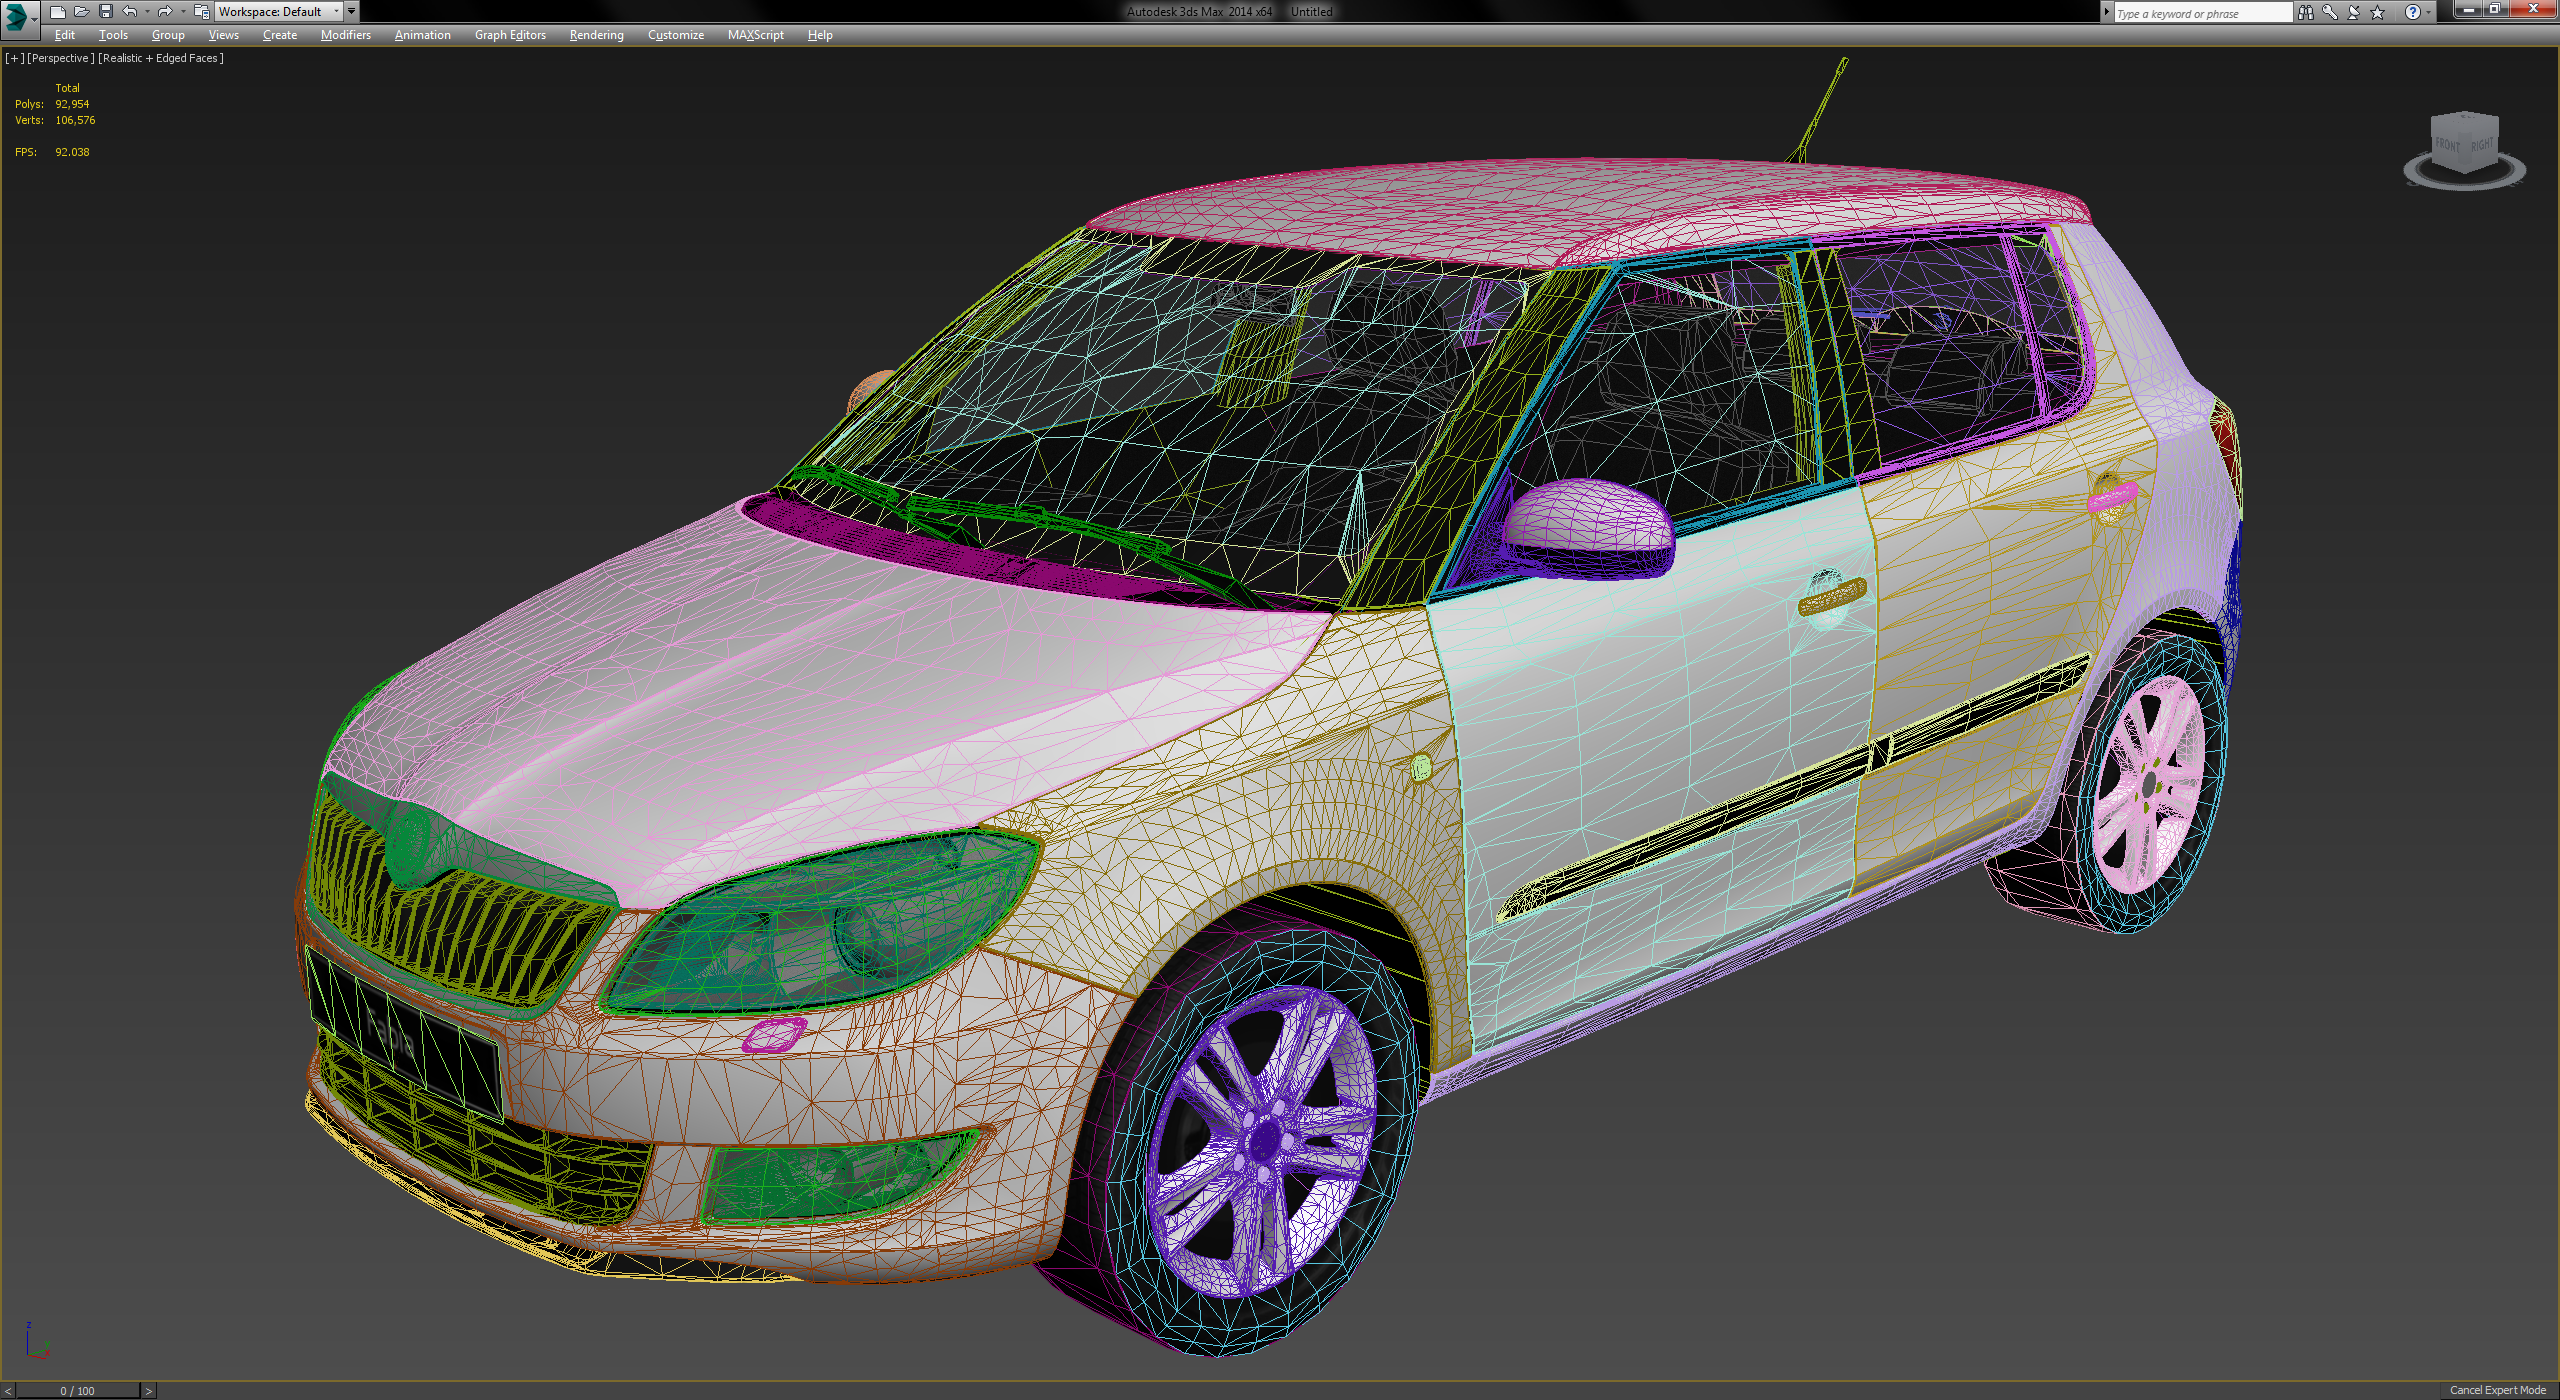 Workspace: Default
Autodesk 3ds Max 2014 x64 Untitled
Type a keyword or phrase
Edit Tools Group Views Create Modifiers Animation Graph Editors Rendering Customize MAXScript Help
[+] [Perspective ] [Realistic + Edged Faces ]
Total
Polys: 92,954
Verts: 106,576
FPS: 92.038
FRONT RIGHT
Fabia
z
0 / 100
Cancel Expert Mode